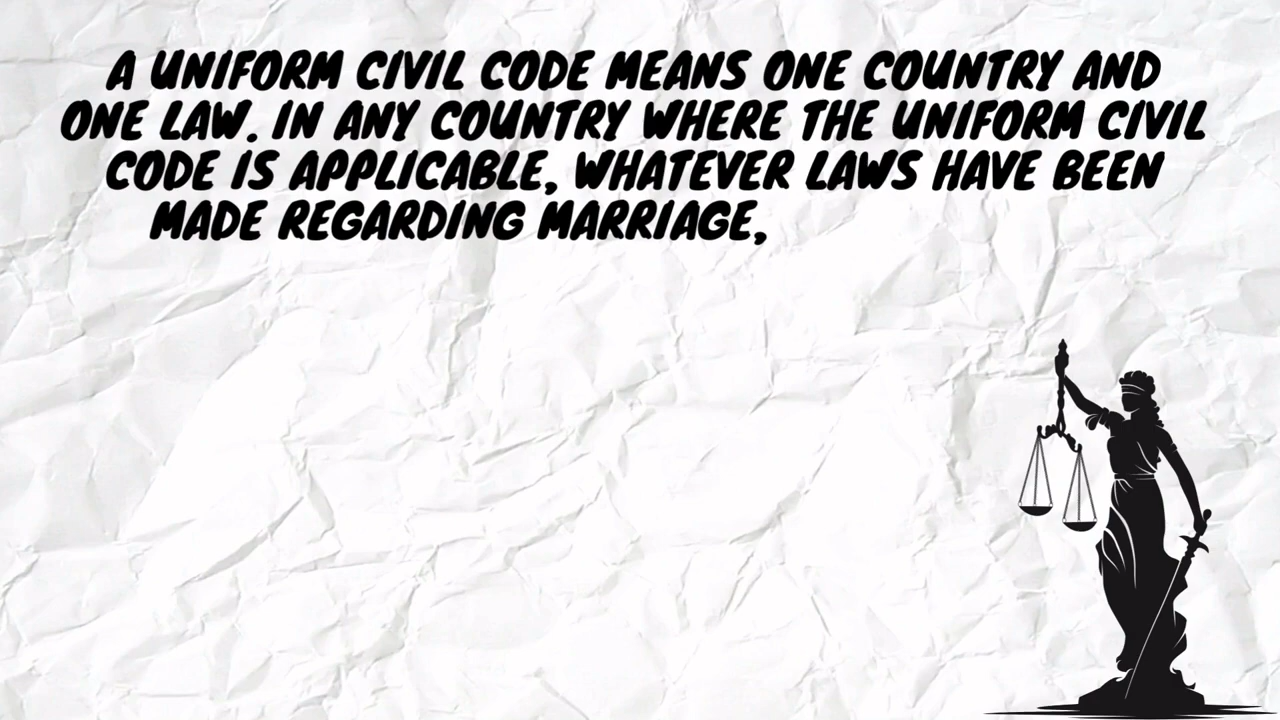 A UNIFORM CIVIL CODE MEANS ONE COUNTRY AND
ONE LAW. IN ANY COUNTRY WHERE THE UNIFORM CIVIL
CODE IS APPLICABLE, WHATEVER LAWS HAVE BEEN
MADE REGARDING MARRIAGE,